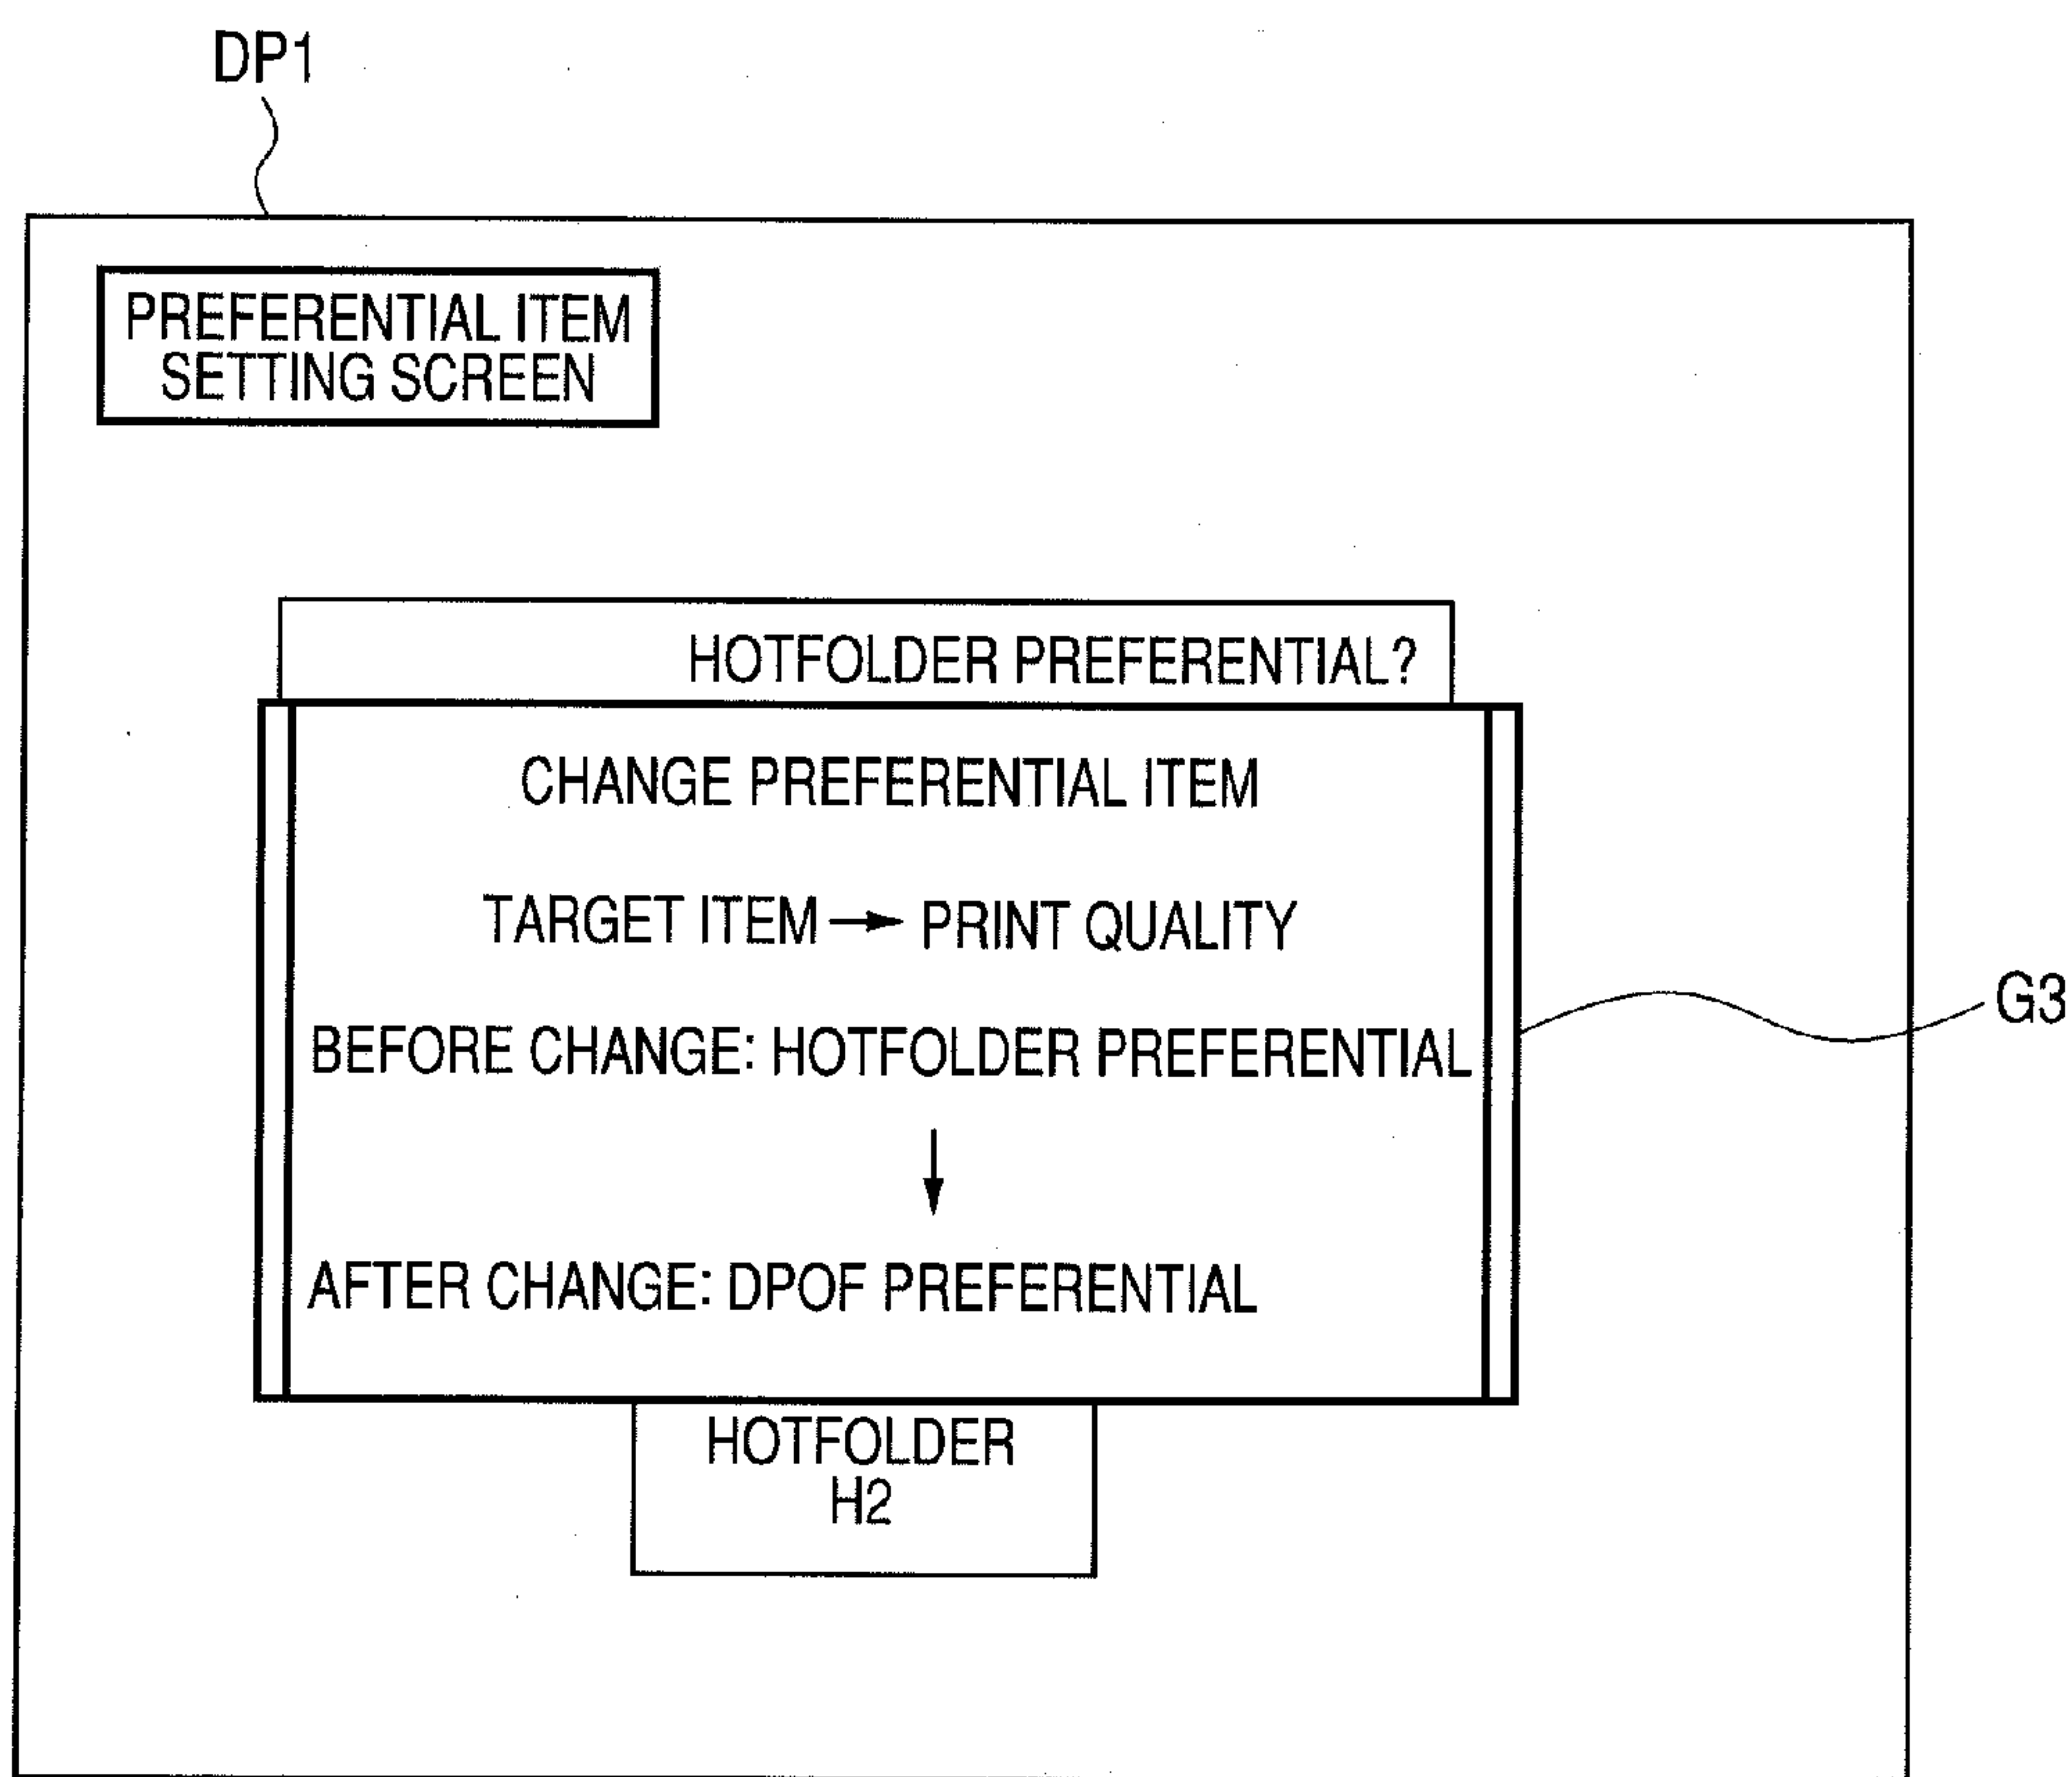 DP1
PREFERENTIAL ITEM
SETTING SCREEN
HOTFOLDER PREFERENTIAL?
CHANGE PREFERENTIAL ITEM
TARGET ITEM → PRINT QUALITY
BEFORE CHANGE: HOTFOLDER PREFERENTIAL
↓
AFTER CHANGE: DPOF PREFERENTIAL
G3
HOTFOLDER
H2